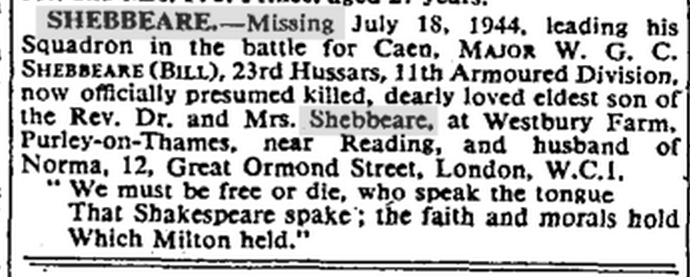 SHEBBEARE.—Missing July 18, 1944, leading his
Squadron in the battle for Caen, MAJOR W. G. C.
SHEBBEARE (BILL), 23rd Hussars, 11th Armoured Division,
now officially presumed killed, dearly loved eldest son of
the Rev. Dr. and Mrs. Shebbeare, at Westbury Farm,
Purley-on-Thames, near Reading, and husband of
Norma, 12, Great Ormond Street, London, W.C.1.
" We must be free or die, who speak the tongue
That Shakespeare spake ; the faith and morals hold
Which Milton held."